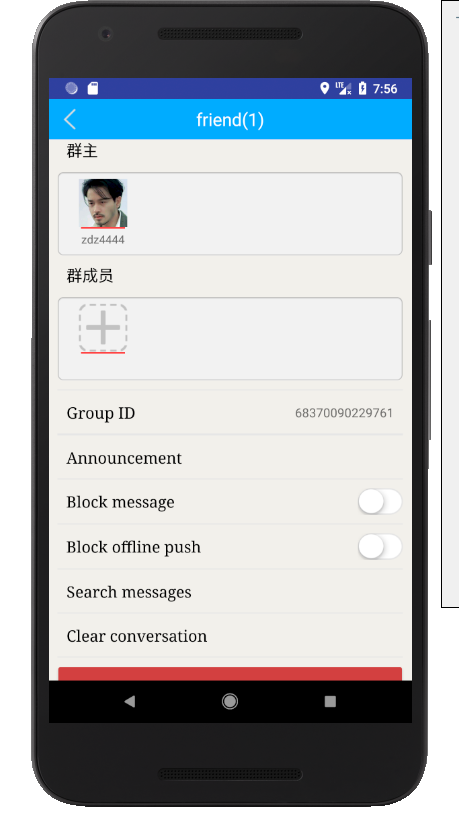 LTE 7:56
friend(1)
群主
zdz4444
群成员
Group ID 68370090229761
Announcement
Block message
Block offline push
Search messages
Clear conversation